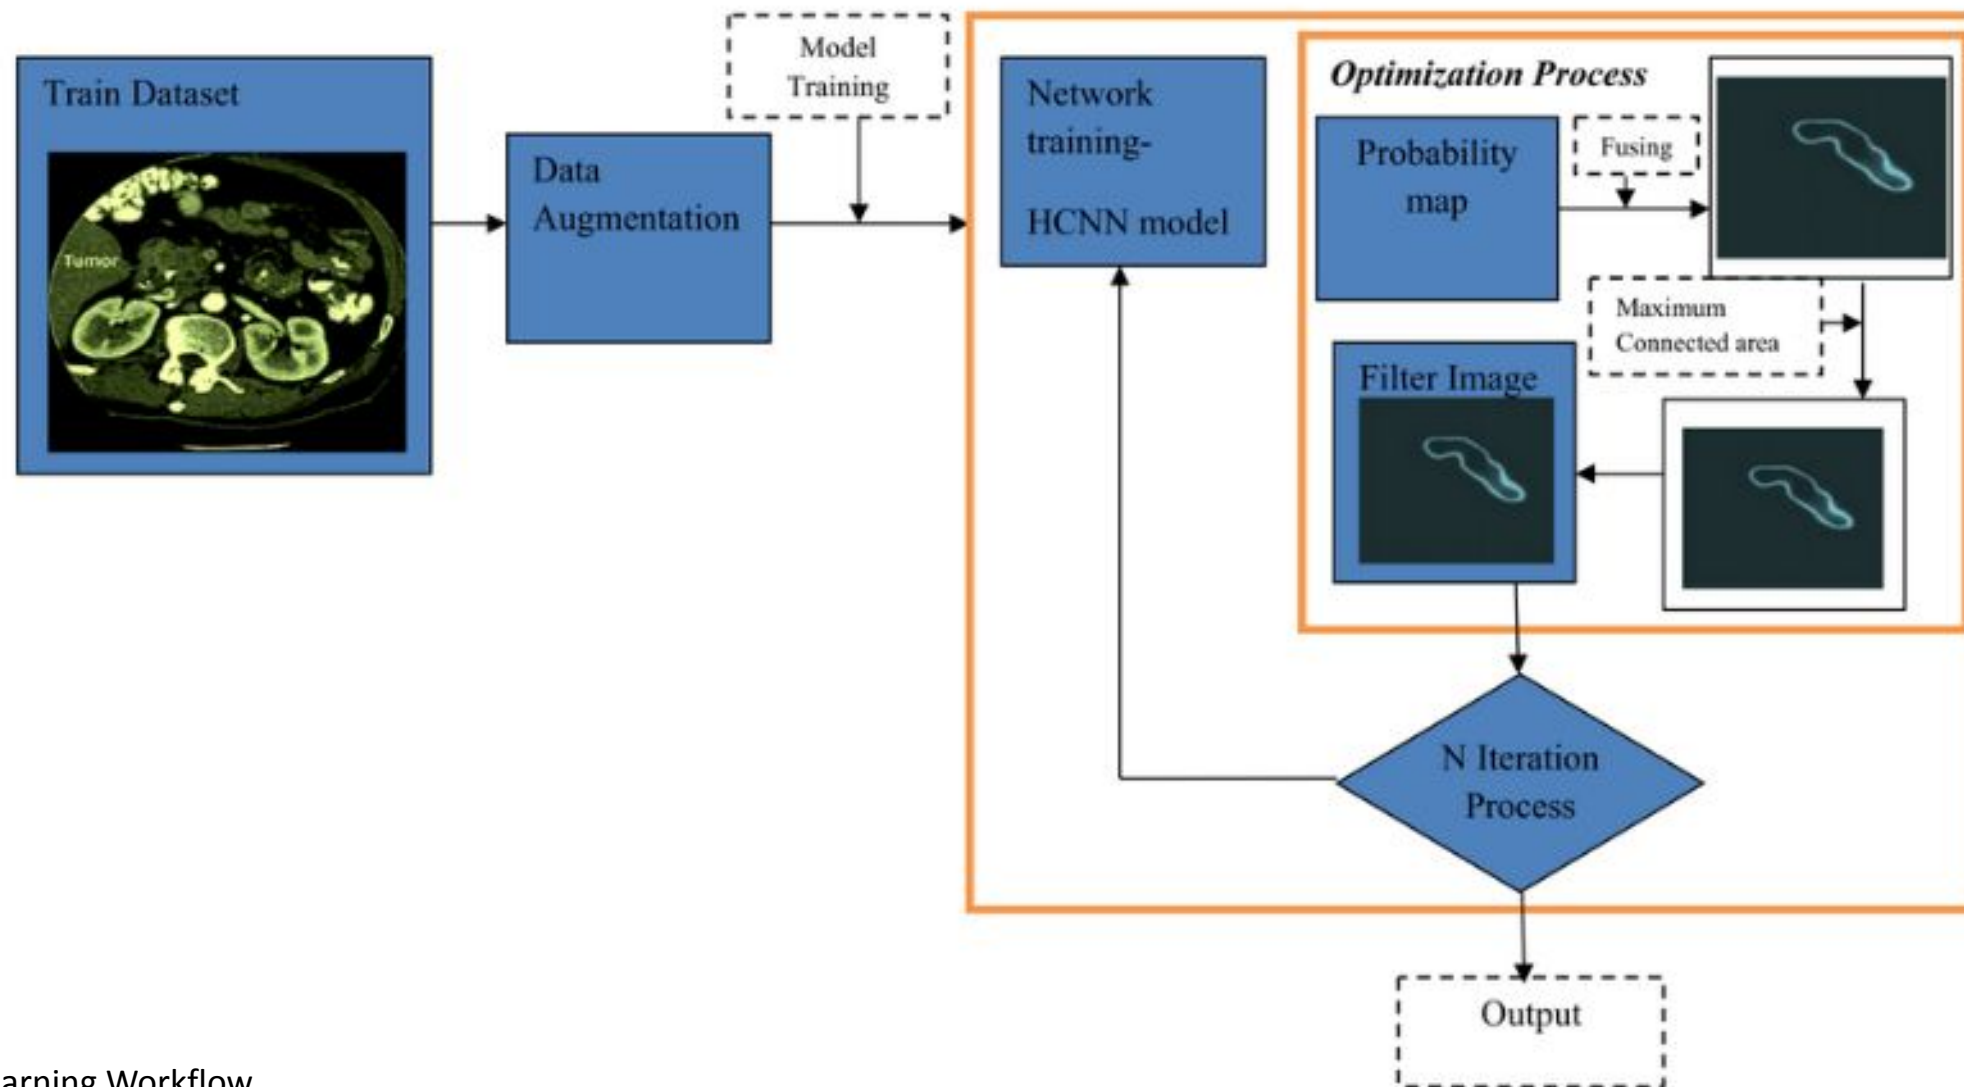 Train Dataset
Tumor
Data
Augmentation
Model
Training
Network
training-
HCNN model
Optimization Process
Probability
map
Fusing
Maximum
Connected area
Filter Image
N Iteration
Process
Output
arning Workflow